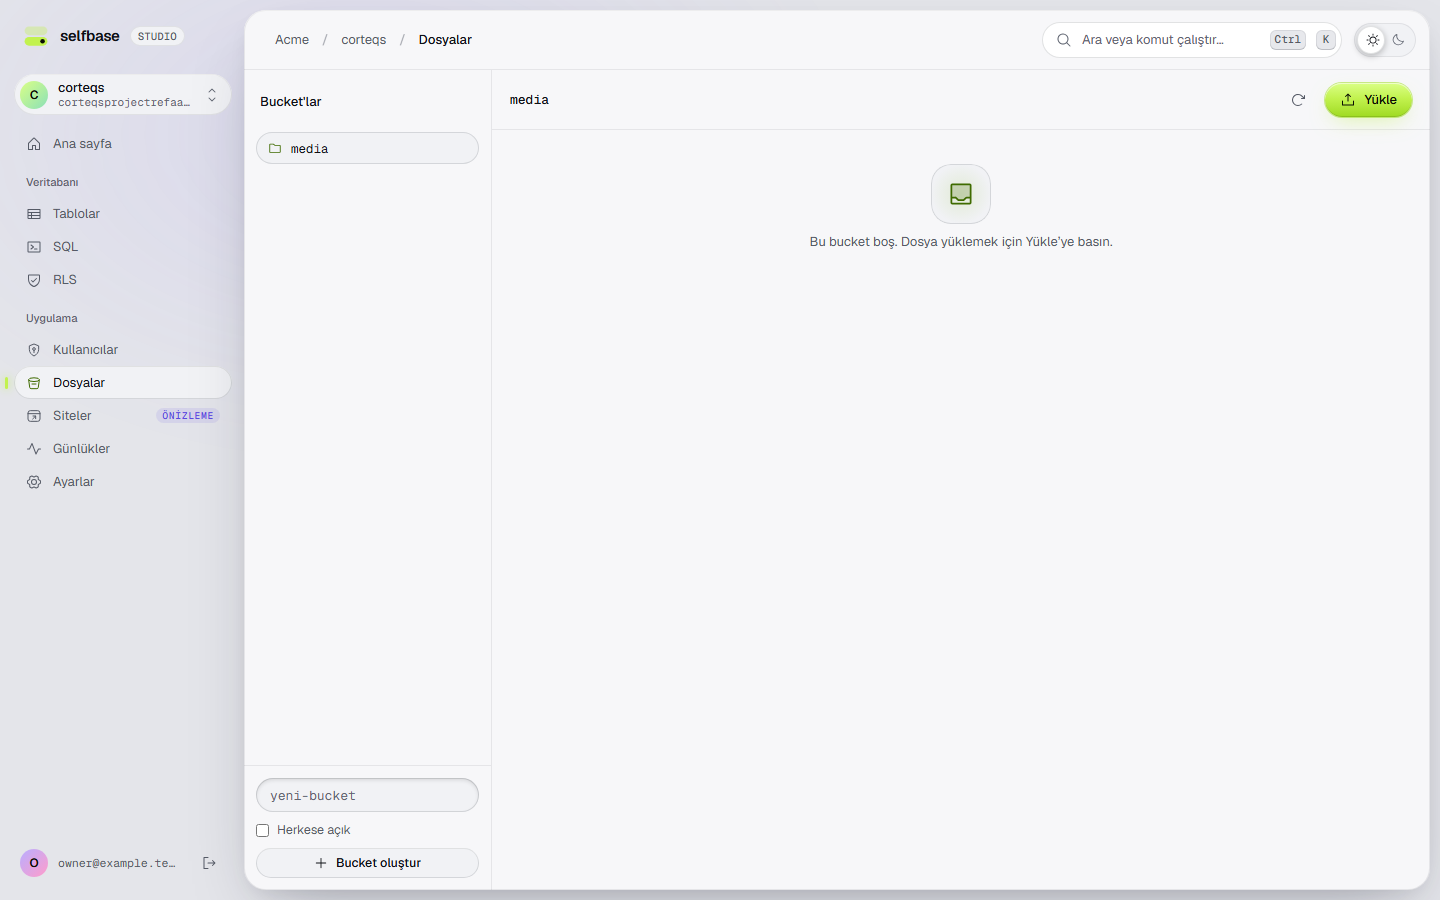 selfbase STUDIO
Acme / corteqs / Dosyalar
Ara veya komut çalıştır... Ctrl K
C
corteqs
corteqsprojectrefaa...
Ana sayfa
Veritabanı
Tablolar
SQL
RLS
Uygulama
Kullanıcılar
Dosyalar
Siteler ÖNİZLEME
Günlükler
Ayarlar
O owner@example.te...
Bucket'lar
media
yeni-bucket
Herkese açık
+ Bucket oluştur
media
Yükle
Bu bucket boş. Dosya yüklemek için Yükle'ye basın.